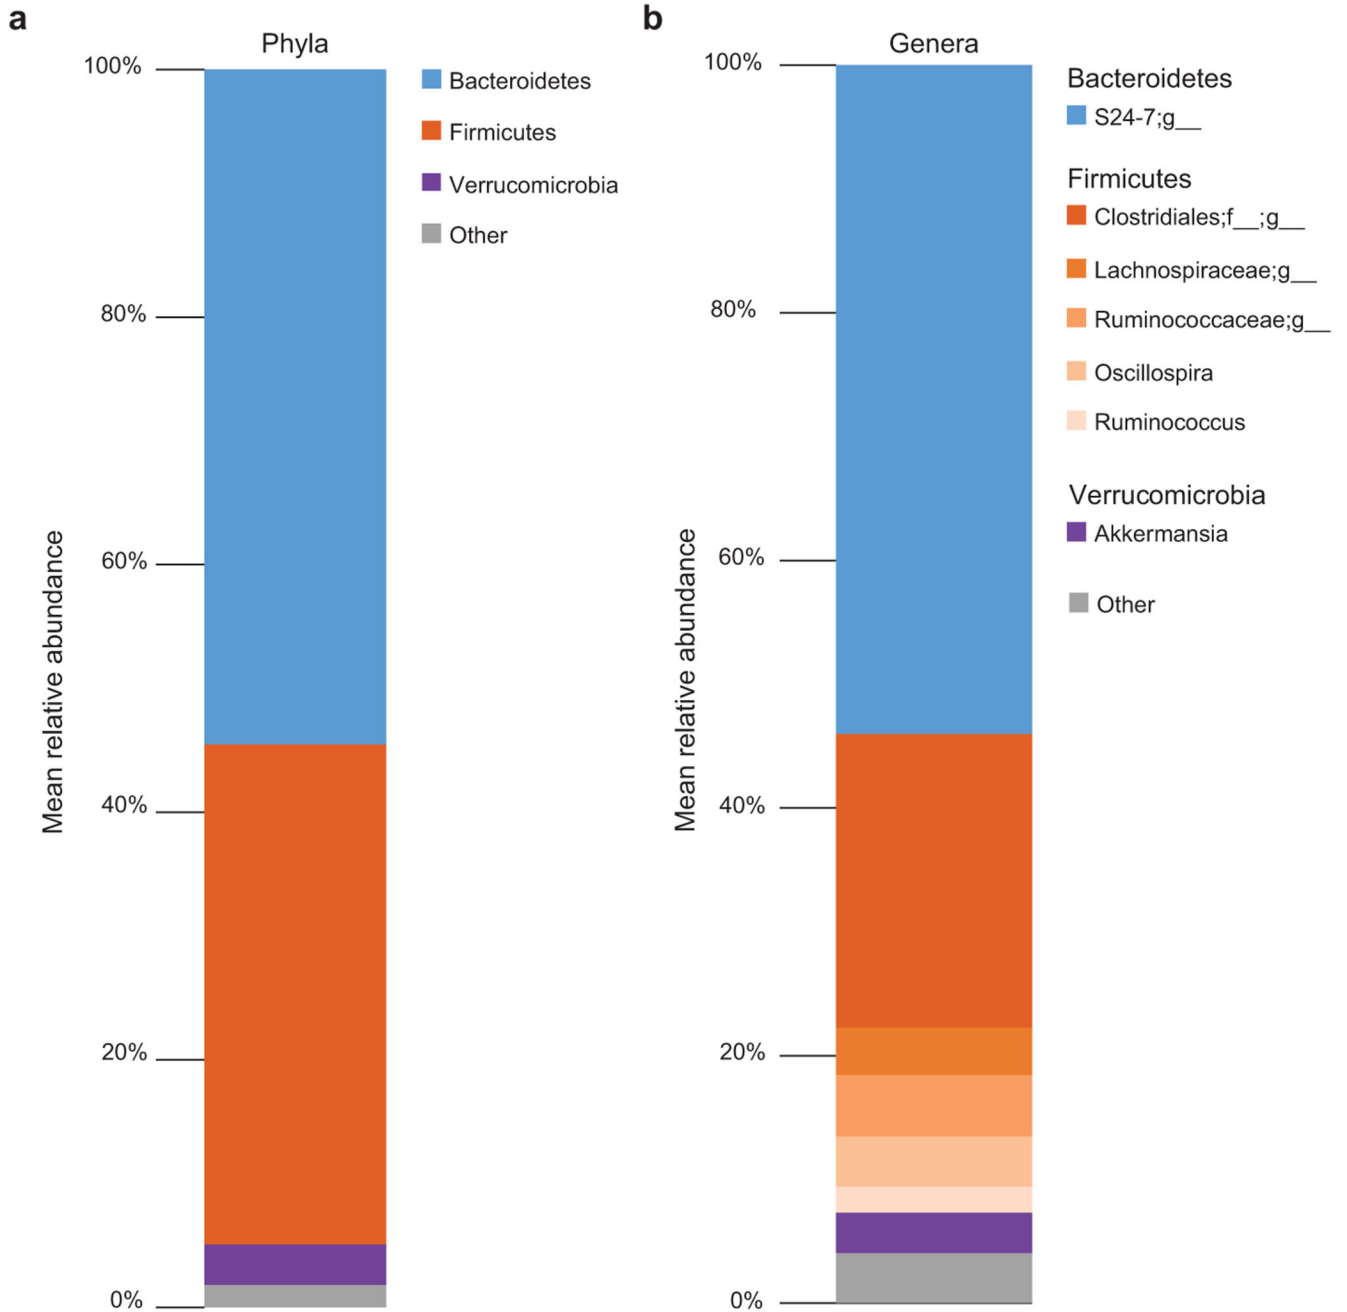 a
Phyla
100%
80%
60%
40%
20%
0%
Mean relative abundance
Bacteroidetes
Firmicutes
Verrucomicrobia
Other
b
Genera
100%
80%
60%
40%
20%
0%
Mean relative abundance
Bacteroidetes
S24-7;g__
Firmicutes
Clostridiales;f__;g__
Lachnospiraceae;g__
Ruminococcaceae;g__
Oscillospira
Ruminococcus
Verrucomicrobia
Akkermansia
Other